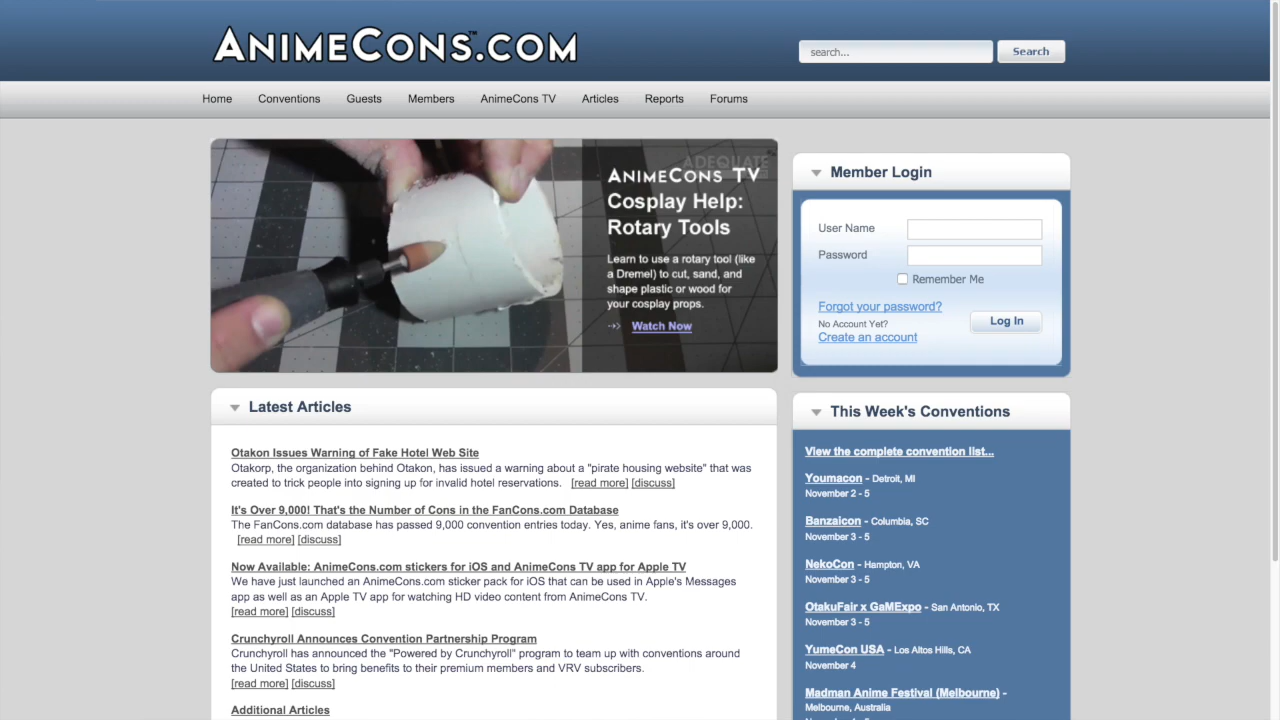 ANIMECONS.COM™
search...
Search
Home Conventions Guests Members AnimeCons TV Articles Reports Forums
ADEQUATE
ANIMECONS TV
Cosplay Help:
Rotary Tools
Learn to use a rotary tool (like
a Dremel) to cut, sand, and
shape plastic or wood for
your cosplay props.
Watch Now
Member Login
User Name
Password
Remember Me
Forgot your password?
No Account Yet?
Create an account
Log In
Latest Articles
Otakon Issues Warning of Fake Hotel Web Site
Otakorp, the organization behind Otakon, has issued a warning about a "pirate housing website" that was
created to trick people into signing up for invalid hotel reservations. [read more] [discuss]
It's Over 9,000! That's the Number of Cons in the FanCons.com Database
The FanCons.com database has passed 9,000 convention entries today. Yes, anime fans, it's over 9,000.
[read more] [discuss]
Now Available: AnimeCons.com stickers for iOS and AnimeCons TV app for Apple TV
We have just launched an AnimeCons.com sticker pack for iOS that can be used in Apple's Messages
app as well as an Apple TV app for watching HD video content from AnimeCons TV.
[read more] [discuss]
Crunchyroll Announces Convention Partnership Program
Crunchyroll has announced the "Powered by Crunchyroll" program to team up with conventions around
the United States to bring benefits to their premium members and VRV subscribers.
[read more] [discuss]
Additional Articles
This Week's Conventions
View the complete convention list...
Youmacon - Detroit, MI
November 2 - 5
Banzaicon - Columbia, SC
November 3 - 5
NekoCon - Hampton, VA
November 3 - 5
OtakuFair x GaMExpo - San Antonio, TX
November 3 - 5
YumeCon USA - Los Altos Hills, CA
November 4
Madman Anime Festival (Melbourne) -
Melbourne, Australia